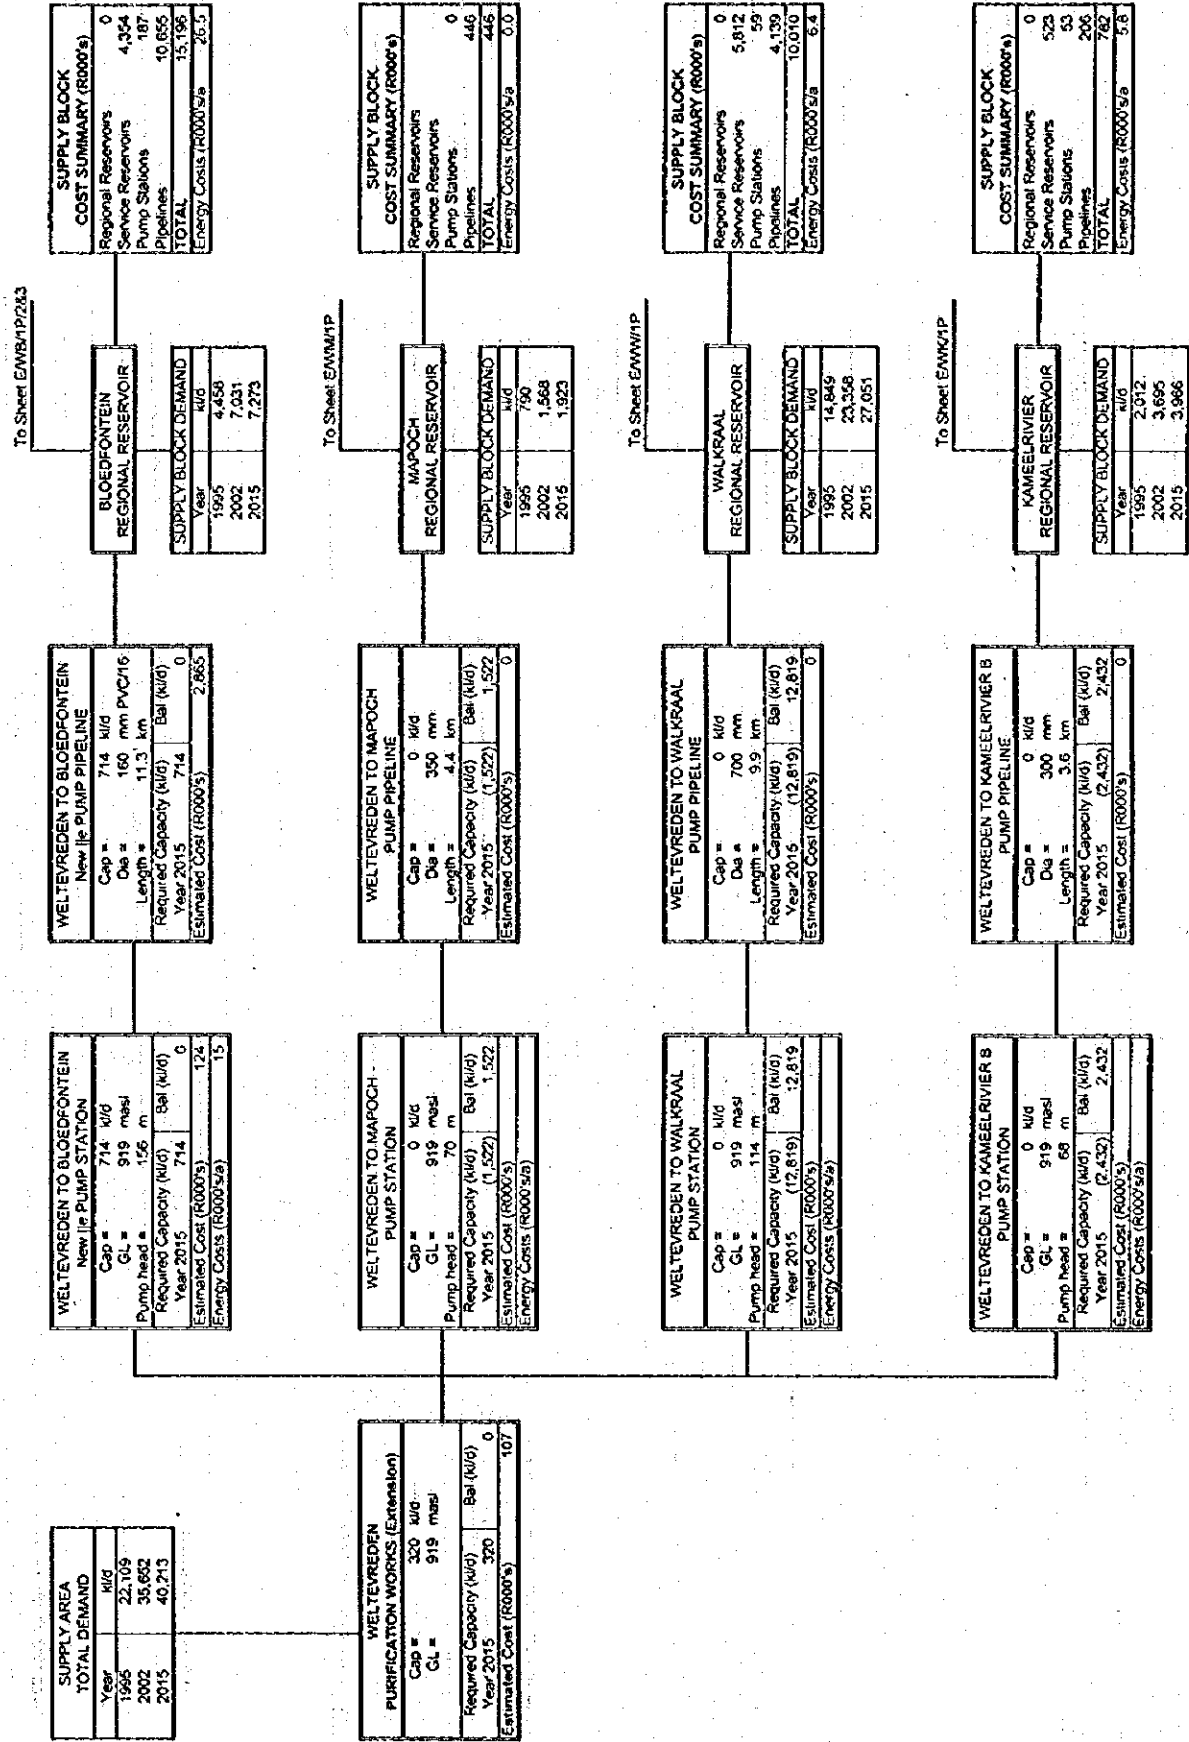 SUPPLY AREA
TOTAL DEMAND
Year kl/d
1995 22,109
2002 35,652
2015 40,213
WELTEVREDEN
PURIFICATION WORKS (Extension)
Cap = 320 kl/d
GL = 919 masl
Required Capacity (kl/d) Bal (kl/d)
Year 2015 320 0
Estimated Cost (R000's) 107
WELTEVREDEN TO BLOEDFONTEIN
New ||e PUMP STATION
Cap = 714 kl/d
GL = 919 masl
Pump head = 156 m
Required Capacity (kl/d) Bal (kl/d)
Year 2015 714 0
Estimated Cost (R000's) 124
Energy Costs (R000's/a) 15
WELTEVREDEN TO BLOEDFONTEIN
New ||e PUMP PIPELINE
Cap = 714 kl/d
Dia = 160 mm PVC/16
Length = 11.3 km
Required Capacity (kl/d) Bal (kl/d)
Year 2015 714 0
Estimated Cost (R000's) 2,865
To Sheet E/WB/1P/2&3
BLOEDFONTEIN
REGIONAL RESERVOIR
SUPPLY BLOCK DEMAND
Year kl/d
1995 4,458
2002 7,031
2015 7,273
SUPPLY BLOCK
COST SUMMARY (R000's)
Regional Reservoirs 0
Service Reservoirs 4,354
Pump Stations 187
Pipelines 10,655
TOTAL 15,196
Energy Costs (R000's/a) 26.5
WELTEVREDEN TO MAPOCH
PUMP STATION
Cap = 0 kl/d
GL = 919 masl
Pump head = 70 m
Required Capacity (kl/d) Bal (kl/d)
Year 2015 (1,522) 1,522
Estimated Cost (R000's)
Energy Costs (R000's/a)
WELTEVREDEN TO MAPOCH
PUMP PIPELINE
Cap = 0 kl/d
Dia = 350 mm
Length = 4.4 km
Required Capacity (kl/d) Bal (kl/d)
Year 2015 (1,522) 1,522
Estimated Cost (R000's) 0
To Sheet E/WM/1P
MAPOCH
REGIONAL RESERVOIR
SUPPLY BLOCK DEMAND
Year kl/d
1995 790
2002 1,568
2015 1,923
SUPPLY BLOCK
COST SUMMARY (R000's)
Regional Reservoirs
Service Reservoirs
Pump Stations 0
Pipelines 446
TOTAL 446
Energy Costs (R000's/a) 0.0
WELTEVREDEN TO WALKRAAL
PUMP STATION
Cap = 0 kl/d
GL = 919 masl
Pump head = 114 m
Required Capacity (kl/d) Bal (kl/d)
Year 2015 (12,819) 12,819
Estimated Cost (R000's)
Energy Costs (R000's/a)
WELTEVREDEN TO WALKRAAL
PUMP PIPELINE
Cap = 0 kl/d
Dia = 700 mm
Length = 9.9 km
Required Capacity (kl/d) Bal (kl/d)
Year 2015 (12,819) 12,819
Estimated Cost (R000's) 0
To Sheet E/WW/1P
WALKRAAL
REGIONAL RESERVOIR
SUPPLY BLOCK DEMAND
Year kl/d
1995 14,849
2002 23,358
2015 27,051
SUPPLY BLOCK
COST SUMMARY (R000's)
Regional Reservoirs 0
Service Reservoirs 5,812
Pump Stations 59
Pipelines 4,139
TOTAL 10,010
Energy Costs (R000's/a) 6.4
WELTEVREDEN TO KAMEELRIVIER B
PUMP STATION
Cap = 0 kl/d
GL = 919 masl
Pump head = 68 m
Required Capacity (kl/d) Bal (kl/d)
Year 2015 (2,432) 2,432
Estimated Cost (R000's)
Energy Costs (R000's/a)
WELTEVREDEN TO KAMEELRIVIER B
PUMP PIPELINE
Cap = 0 kl/d
Dia = 300 mm
Length = 3.6 km
Required Capacity (kl/d) Bal (kl/d)
Year 2015 (2,432) 2,432
Estimated Cost (R000's) 0
To Sheet E/WK/1P
KAMEELRIVIER
REGIONAL RESERVOIR
SUPPLY BLOCK DEMAND
Year kl/d
1995 2,012
2002 3,695
2015 3,966
SUPPLY BLOCK
COST SUMMARY (R000's)
Regional Reservoirs 0
Service Reservoirs 523
Pump Stations 53
Pipelines 206
TOTAL 782
Energy Costs (R000's/a) 5.8